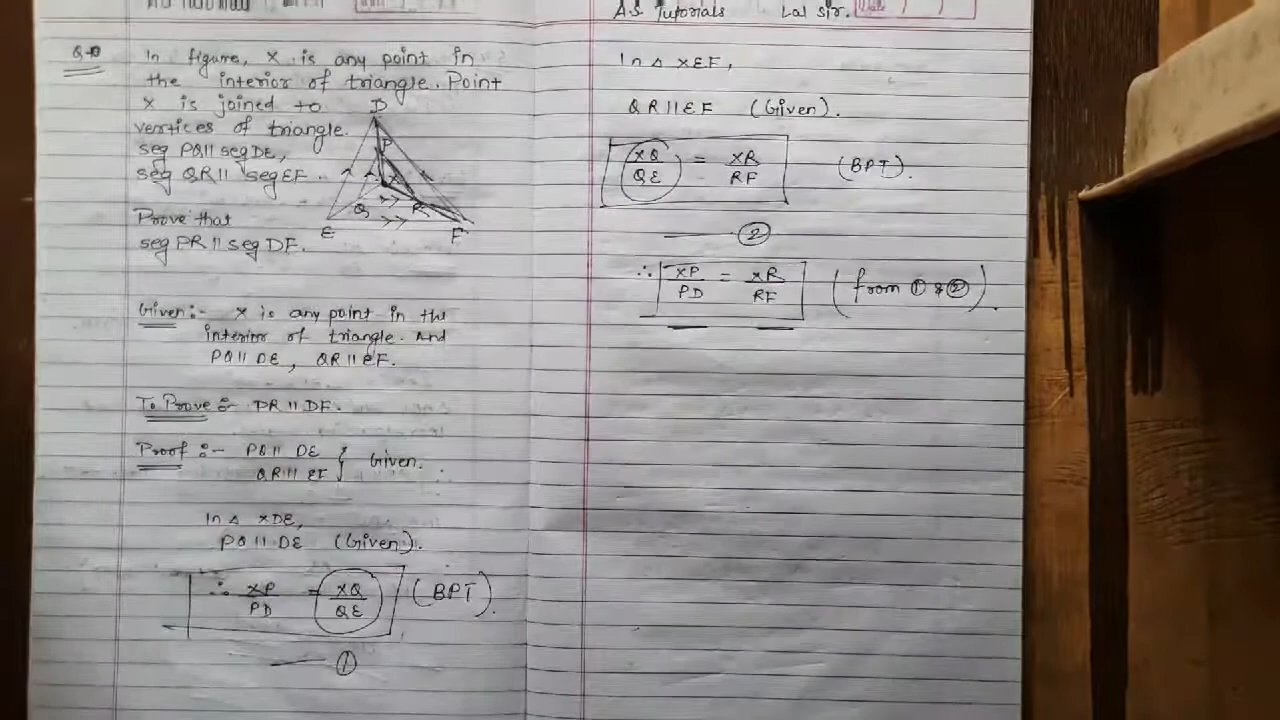 A.S. Tutorials Lal sir.
Q
In figure, X is any point in
the interior of triangle. Point
X is joined to
vertices of triangle.
seg PQ || seg DE,
seg QR || seg EF.
Prove that
seg PR || seg DF.
D
P
X
Q
R
E
F
Given:- X is any point in the
interior of triangle. And
PQ || DE, QR || EF.
To Prove :- DR || DF.
Proof :- PQ || DE
QR || EF } Given.
In △ XDE,
PQ || DE (Given).
∴ XP/PD = XQ/QE (BPT).
①
In △ XEF,
QR || EF (Given).
XQ/QE = XR/RF (BPT).
②
∴ XP/PD = XR/RF (from ① & ②).